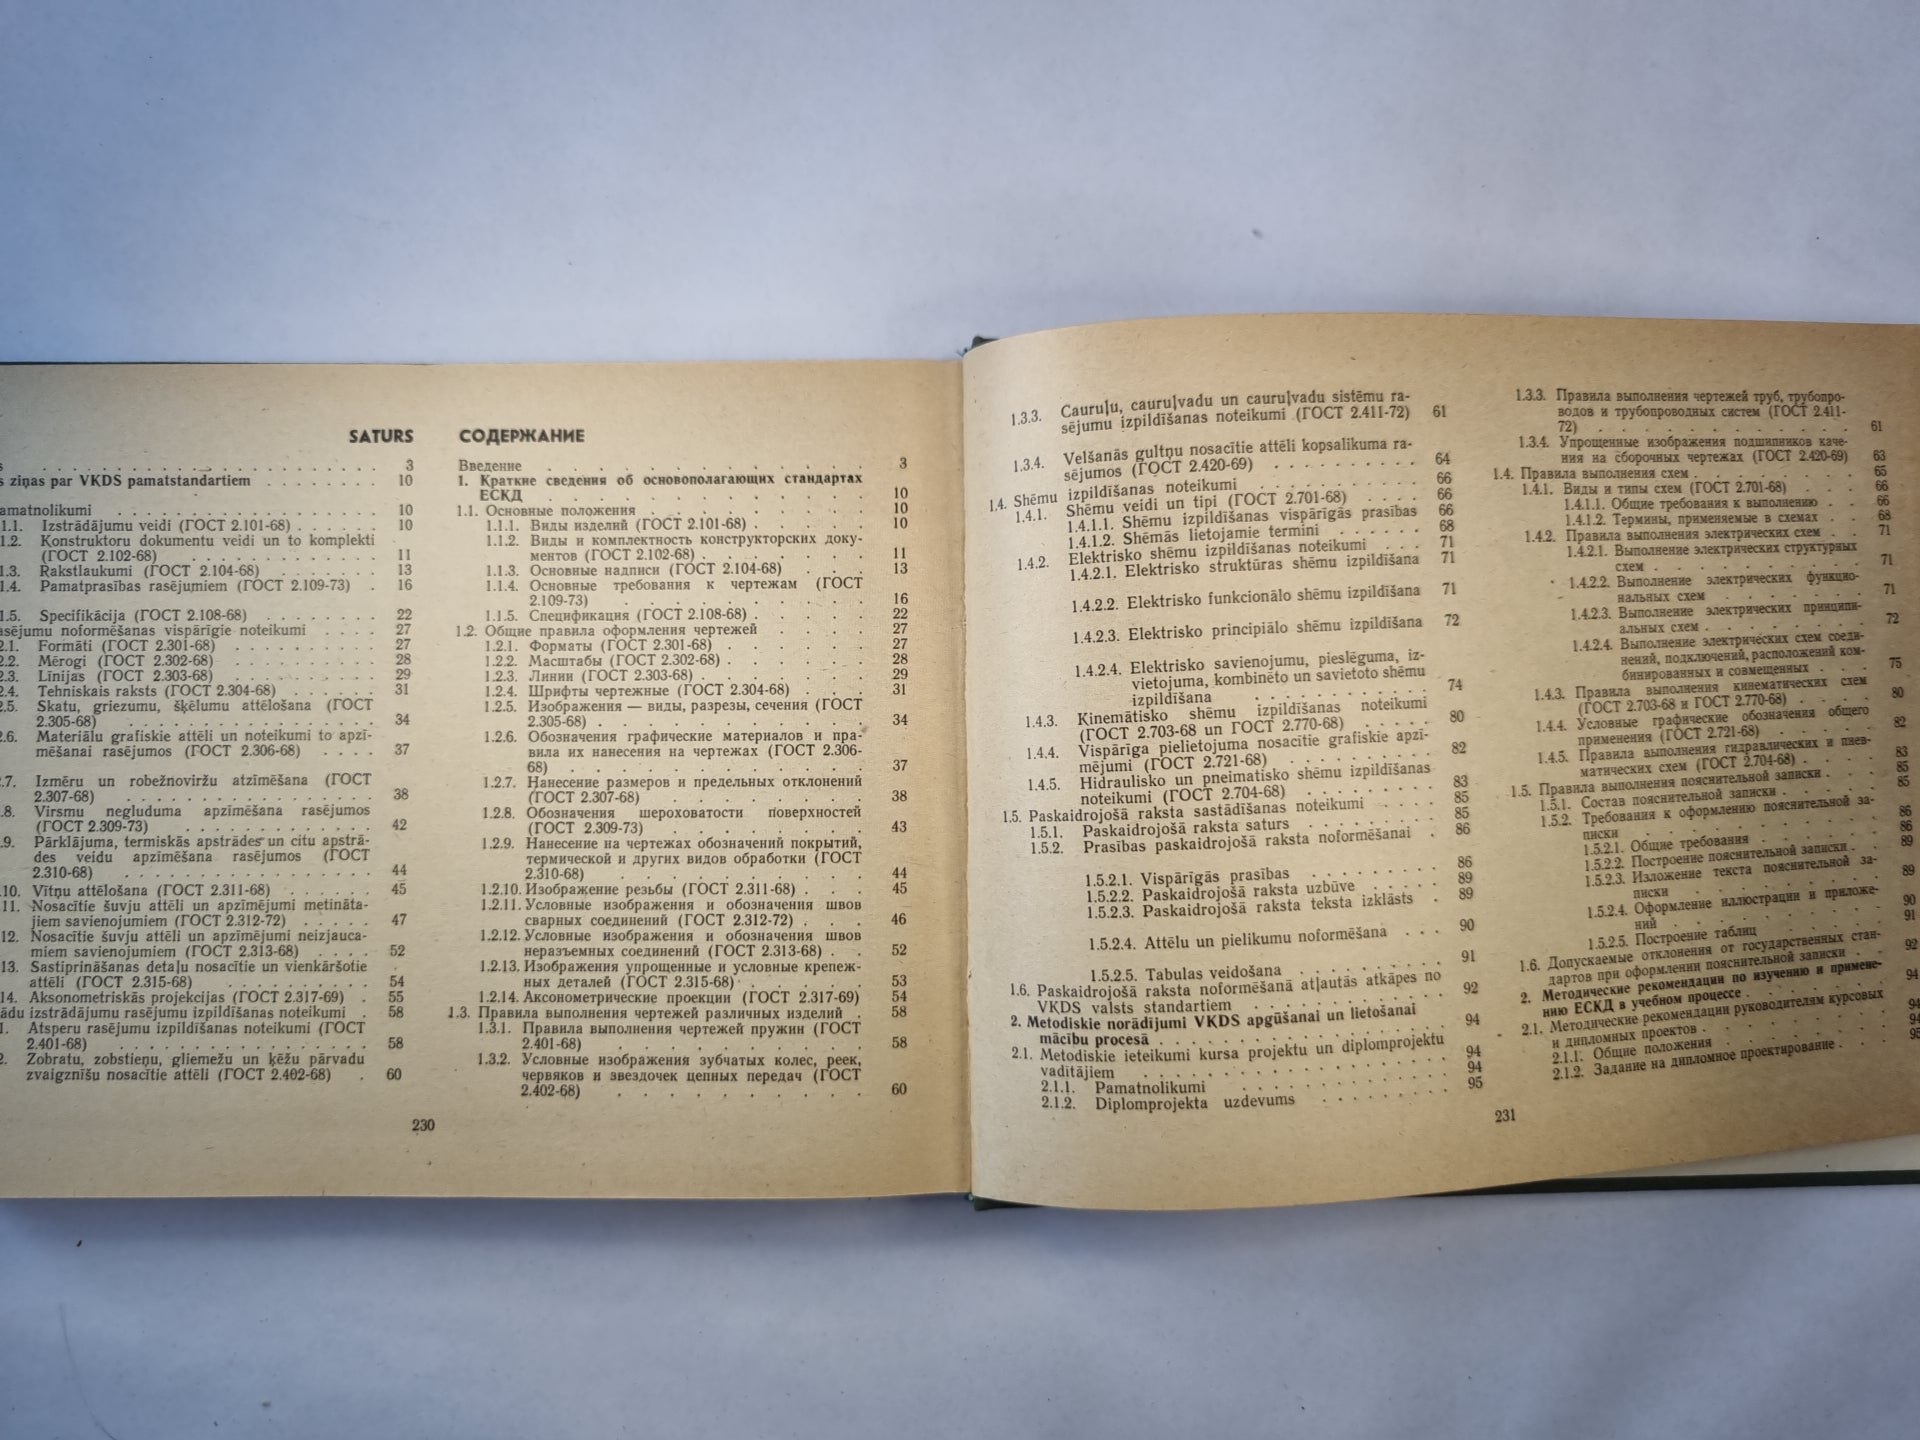 SATURS
. . . 3
ziņas par VKDS pamatstandartiem . . . 10
amatnolikumi . . . 10
1.1. Izstrādājumu veidi (ГОСТ 2.101-68) . . . 10
1.2. Konstruktoru dokumentu veidi un to komplekti
(ГОСТ 2.102-68) . . . 11
1.3. Rakstlaukumi (ГОСТ 2.104-68) . . . 13
1.4. Pamatprasības rasējumiem (ГОСТ 2.109-73) . 16
1.5. Specifikācija (ГОСТ 2.108-68) . . . 22
asējumu noformēšanas vispārīgie noteikumi . . . 27
2.1. Formāti (ГОСТ 2.301-68) . . . 27
2.2. Mērogi (ГОСТ 2.302-68) . . . 28
2.3. Līnijas (ГОСТ 2.303-68) . . . 29
2.4. Tehniskais raksts (ГОСТ 2.304-68) . . . 31
2.5. Skatu, griezumu, šķēlumu attēlošana (ГОСТ
2.305-68) . . . 34
2.6. Materiālu grafiskie attēli un noteikumi to apzī-
mēšanai rasējumos (ГОСТ 2.306-68) . . . 37
2.7. Izmēru un robežnoviržu atzīmēšana (ГОСТ
2.307-68) . . . 38
.8. Virsmu negluduma apzīmēšana rasējumos
(ГОСТ 2.309-73) . . . 42
.9. Pārklājuma, termiskās apstrādes un citu apstrā-
des veidu apzīmēšana rasējumos (ГОСТ
2.310-68) . . . 44
.10. Vītņu attēlošana (ГОСТ 2.311-68) . . . 45
11. Nosacītie šuvju attēli un apzīmējumi metināta-
jiem savienojumiem (ГОСТ 2.312-72) . . . 47
12. Nosacītie šuvju attēli un apzīmējumi neizjauca-
miem savienojumiem (ГОСТ 2.313-68) . . . 52
13. Sastiprināšanas detaļu nosacītie un vienkāršotie
attēli (ГОСТ 2.315-68) . . . 54
14. Aksonometriskās projekcijas (ГОСТ 2.317-69) . 55
ādu izstrādājumu rasējumu izpildīšanas noteikumi . 58
1. Atsperu rasējumu izpildīšanas noteikumi (ГОСТ
2.401-68) . . . 58
2. Zobratu, zobstieņu, gliemežu un ķēžu pārvadu
zvaigznīšu nosacītie attēli (ГОСТ 2.402-68) . 60
СОДЕРЖАНИЕ
Введение . . . 3
1. Краткие сведения об основополагающих стандартах
ЕСКД . . . 10
1.1. Основные положения . . . 10
1.1.1. Виды изделий (ГОСТ 2.101-68) . . . 10
1.1.2. Виды и комплектность конструкторских доку-
ментов (ГОСТ 2.102-68) . . . 11
1.1.3. Основные надписи (ГОСТ 2.104-68) . . . 13
1.1.4. Основные требования к чертежам (ГОСТ
2.109-73) . . . 16
1.1.5. Спецификация (ГОСТ 2.108-68) . . . 22
1.2. Общие правила оформления чертежей . . . 27
1.2.1. Форматы (ГОСТ 2.301-68) . . . 27
1.2.2. Масштабы (ГОСТ 2.302-68) . . . 28
1.2.3. Линии (ГОСТ 2.303-68) . . . 29
1.2.4. Шрифты чертежные (ГОСТ 2.304-68) . . . 31
1.2.5. Изображения — виды, разрезы, сечения (ГОСТ
2.305-68) . . . 34
1.2.6. Обозначения графические материалов и пра-
вила их нанесения на чертежах (ГОСТ 2.306-
68) . . . 37
1.2.7. Нанесение размеров и предельных отклонений
(ГОСТ 2.307-68) . . . 38
1.2.8. Обозначения шероховатости поверхностей
(ГОСТ 2.309-73) . . . 43
1.2.9. Нанесение на чертежах обозначений покрытий,
термической и других видов обработки (ГОСТ
2.310-68) . . . 44
1.2.10. Изображение резьбы (ГОСТ 2.311-68) . . . 45
1.2.11. Условные изображения и обозначения швов
сварных соединений (ГОСТ 2.312-72) . . . 46
1.2.12. Условные изображения и обозначения швов
неразъемных соединений (ГОСТ 2.313-68) . . 52
1.2.13. Изображения упрощенные и условные крепеж-
ных деталей (ГОСТ 2.315-68) . . . 53
1.2.14. Аксонометрические проекции (ГОСТ 2.317-69) 54
1.3. Правила выполнения чертежей различных изделий . 58
1.3.1. Правила выполнения чертежей пружин (ГОСТ
2.401-68) . . . 58
1.3.2. Условные изображения зубчатых колес, реек,
червяков и звездочек цепных передач (ГОСТ
2.402-68) . . . 60
230
1.3.3. Cauruļu, cauruļvadu un cauruļvadu sistēmu ra-
sējumu izpildīšanas noteikumi (ГОСТ 2.411-72) 61
1.3.4. Velšanās gultņu nosacītie attēli kopsalikuma ra-
sējumos (ГОСТ 2.420-69) . . . 64
1.4. Shēmu izpildīšanas noteikumi . . . 66
1.4.1. Shēmu veidi un tipi (ГОСТ 2.701-68) . . . 66
1.4.1.1. Shēmu izpildīšanas vispārīgās prasības 66
1.4.1.2. Shēmās lietojamie termini . . . 68
1.4.2. Elektrisko shēmu izpildīšanas noteikumi . . . 71
1.4.2.1. Elektrisko struktūras shēmu izpildīšana 71
1.4.2.2. Elektrisko funkcionālo shēmu izpildīšana 71
1.4.2.3. Elektrisko principiālo shēmu izpildīšana 72
1.4.2.4. Elektrisko savienojumu, pieslēguma, iz-
vietojuma, kombinēto un savietoto shēmu
izpildīšana . . . 74
1.4.3. Kinemātisko shēmu izpildīšanas noteikumi
(ГОСТ 2.703-68 un ГОСТ 2.770-68) . . . 80
1.4.4. Vispārīga pielietojuma nosacītie grafiskie apzī-
mējumi (ГОСТ 2.721-68) . . . 82
1.4.5. Hidraulisko un pneimatisko shēmu izpildīšanas
noteikumi (ГОСТ 2.704-68) . . . 83
1.5. Paskaidrojošā raksta sastādīšanas noteikumi . . . 85
1.5.1. Paskaidrojošā raksta saturs . . . 85
1.5.2. Prasības paskaidrojošā raksta noformēšanai . 86
1.5.2.1. Vispārīgās prasības . . . 86
1.5.2.2. Paskaidrojošā raksta uzbūve . . . 89
1.5.2.3. Paskaidrojošā raksta teksta izklāsts . 89
1.5.2.4. Attēlu un pielikumu noformēšana . . . 90
1.5.2.5. Tabulas veidošana . . . 91
1.6. Paskaidrojošā raksta noformēšanā atļautās atkāpes no
VKDS valsts standartiem . . . 92
2. Metodiskie norādījumi VKDS apgūšanai un lietošanai
mācību procesā . . . 94
2.1. Metodiskie ieteikumi kursa projektu un diplomprojektu
vadītājiem . . . 94
2.1.1. Pamatnolikumi . . . 94
2.1.2. Diplomprojekta uzdevums . . . 95
1.3.3. Правила выполнения чертежей труб, трубопро-
водов и трубопроводных систем (ГОСТ 2.411-
72) . . . 61
1.3.4. Упрощенные изображения подшипников каче-
ния на сборочных чертежах (ГОСТ 2.420-69) 63
1.4. Правила выполнения схем . . . 65
1.4.1. Виды и типы схем (ГОСТ 2.701-68) . . . 66
1.4.1.1. Общие требования к выполнению . . 66
1.4.1.2. Термины, применяемые в схемах . . 68
1.4.2. Правила выполнения электрических схем . . 71
1.4.2.1. Выполнение электрических структурных
схем . . . 71
1.4.2.2. Выполнение электрических функцио-
нальных схем . . . 71
1.4.2.3. Выполнение электрических принципи-
альных схем . . . 72
1.4.2.4. Выполнение электрических схем соеди-
нений, подключений, расположений ком-
бинированных и совмещенных . . . 75
1.4.3. Правила выполнения кинематических схем
(ГОСТ 2.703-68 и ГОСТ 2.770-68) . . . 80
1.4.4. Условные графические обозначения общего
применения (ГОСТ 2.721-68) . . . 82
1.4.5. Правила выполнения гидравлических и пнев-
матических схем (ГОСТ 2.704-68) . . . 83
1.5. Правила выполнения пояснительной записки . . . 85
1.5.1. Состав пояснительной записки . . . 85
1.5.2. Требования к оформлению пояснительной за-
писки . . . 86
1.5.2.1. Общие требования . . . 86
1.5.2.2. Построение пояснительной записки . . 89
1.5.2.3. Изложение текста пояснительной за-
писки . . . 89
1.5.2.4. Оформление иллюстрации и приложе-
ний . . . 90
1.5.2.5. Построение таблиц . . . 91
1.6. Допускаемые отклонения от государственных стан-
дартов при оформлении пояснительной записки . . 92
2. Методические рекомендации по изучению и примене-
нию ЕСКД в учебном процессе . . . 94
2.1. Методические рекомендации руководителям курсовых
и дипломных проектов . . . 94
2.1.1. Общие положения . . . 94
2.1.2. Задание на дипломное проектирование . . . 95
231